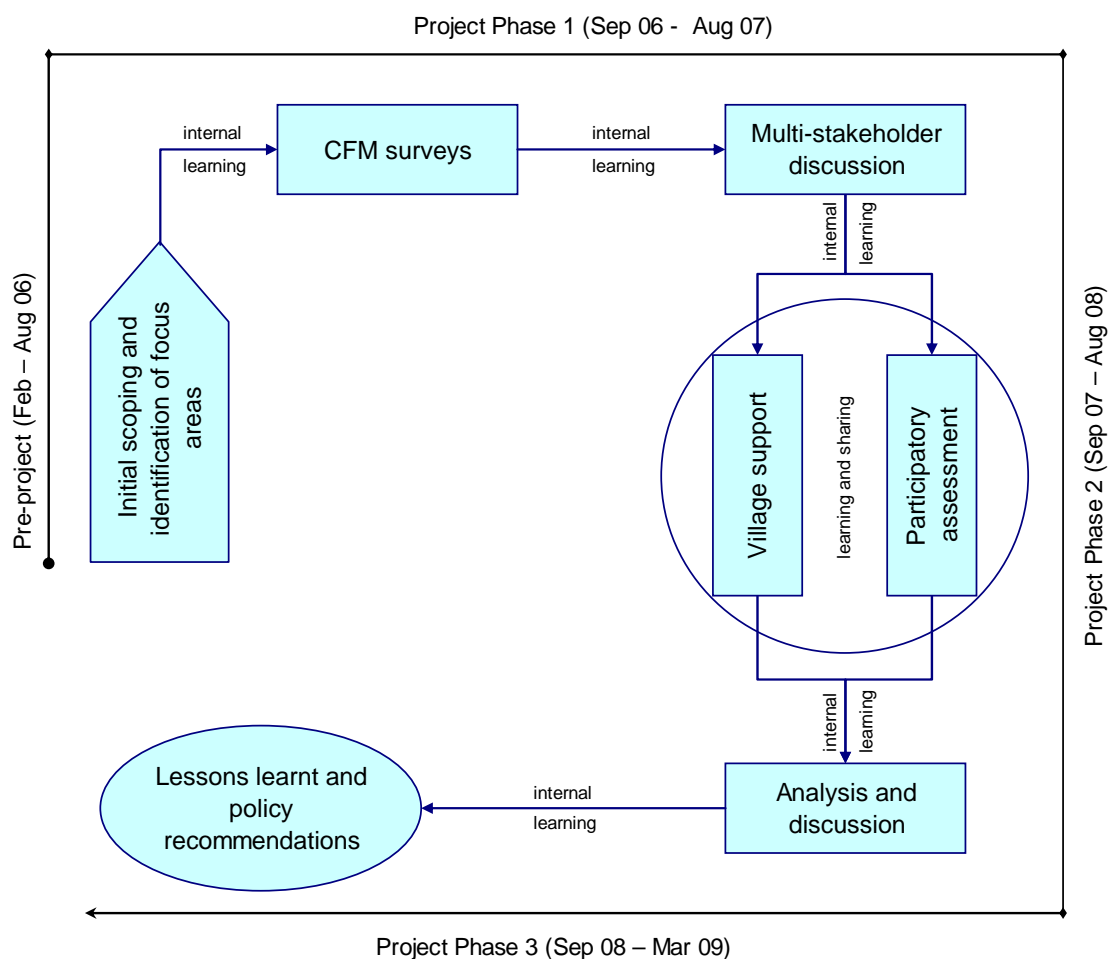 Project Phase 1 (Sep 06 - Aug 07)
internal
learning
CFM surveys
internal
learning
Multi-stakeholder
discussion
internal
learning
Pre-project (Feb – Aug 06)
Initial scoping and
identification of focus
areas
Village support
learning and sharing
Participatory
assessment
Project Phase 2 (Sep 07 – Aug 08)
internal
learning
Lessons learnt and
policy
recommendations
internal
learning
Analysis and
discussion
Project Phase 3 (Sep 08 – Mar 09)